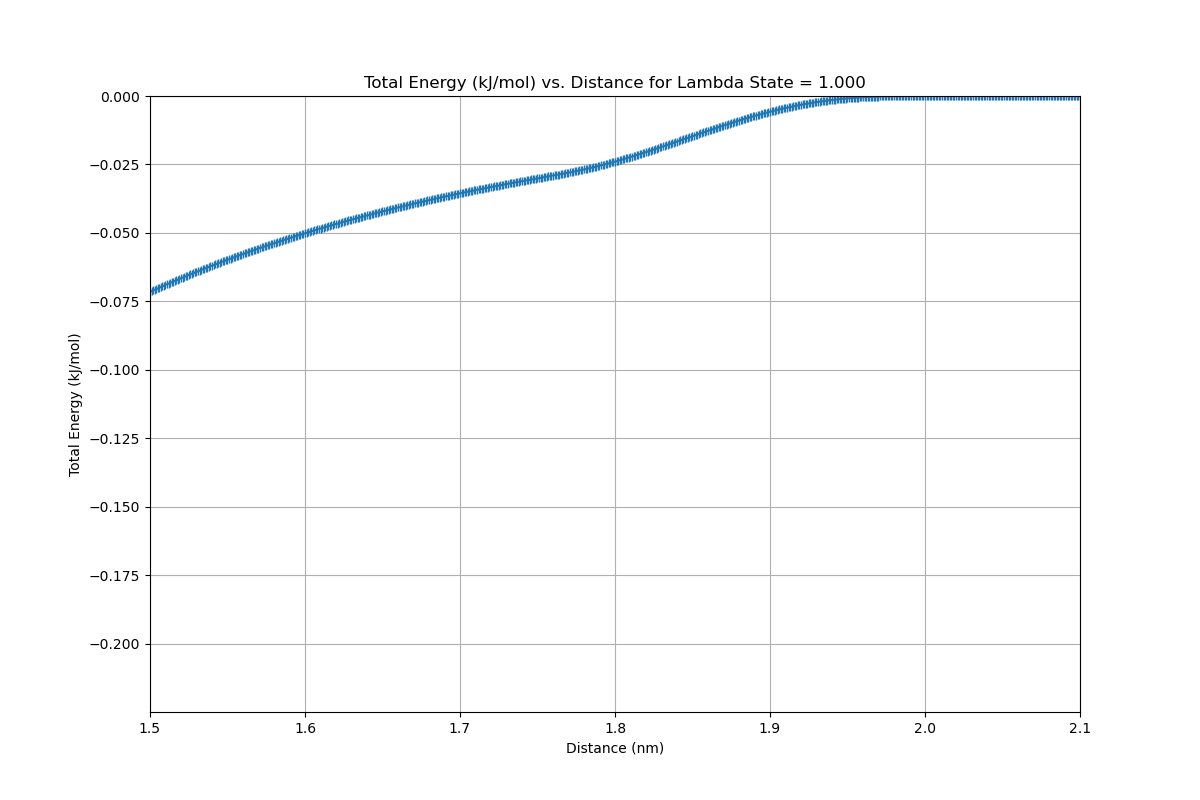 Total Energy (kJ/mol) vs. Distance for Lambda State = 1.000
0.000
−0.025
−0.050
−0.075
−0.100
−0.125
−0.150
−0.175
−0.200
Total Energy (kJ/mol)
1.5 1.6 1.7 1.8 1.9 2.0 2.1
Distance (nm)